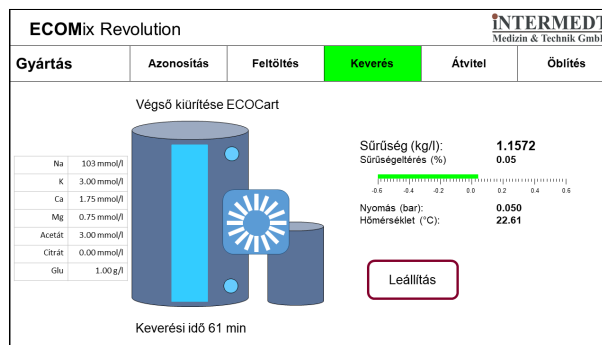 ECOMix Revolution
INTERMEDT
Medizin & Technik GmbH
Gyártás Azonosítás Feltöltés Keverés Átvitel Öblítés
Végső kiürítése ECOCart
Sűrűség (kg/l): 1.1572
Sűrűségeltérés (%) 0.05
-0.6 -0.4 -0.2 0.0 0.2 0.4 0.6
Nyomás (bar): 0.050
Hőmérséklet (°C): 22.61
Na 103 mmol/l
K 3.00 mmol/l
Ca 1.75 mmol/l
Mg 0.75 mmol/l
Acetát 3.00 mmol/l
Citrát 0.00 mmol/l
Glu 1.00 g/l
Leállítás
Keverési idő 61 min